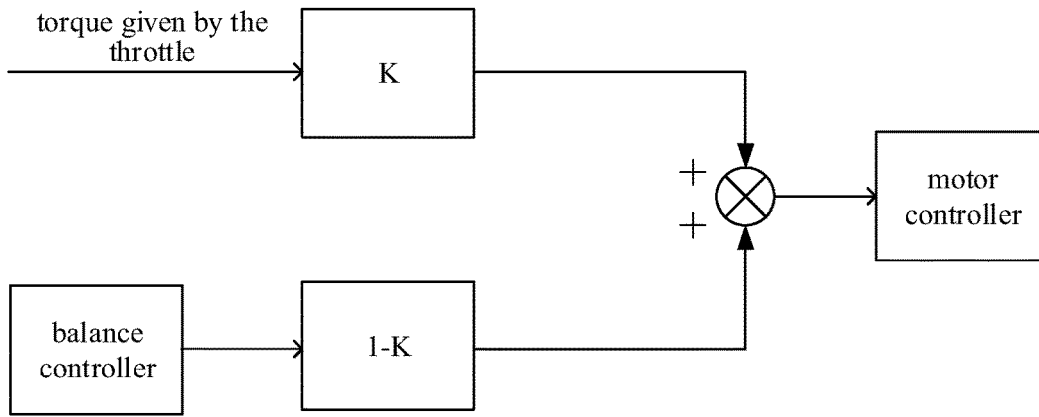 torque given by the
throttle
K
+
+
motor
controller
balance
controller
1-K